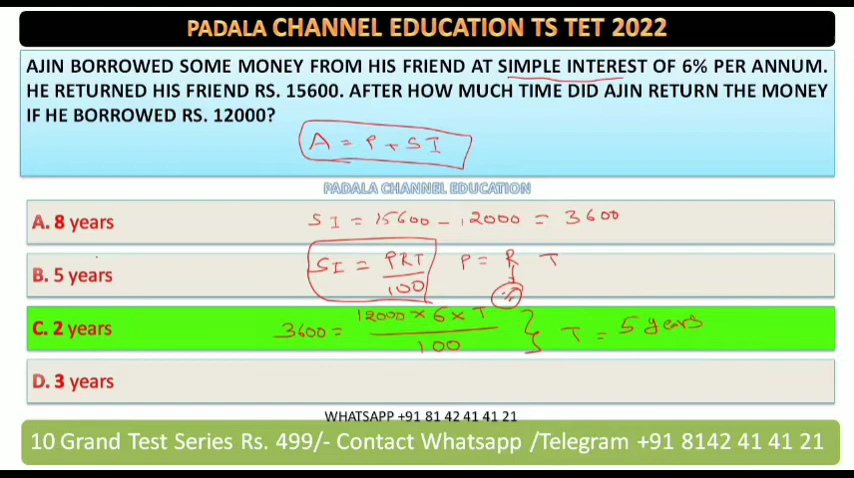 PADALA CHANNEL EDUCATION TS TET 2022
AJIN BORROWED SOME MONEY FROM HIS FRIEND AT SIMPLE INTEREST OF 6% PER ANNUM.
HE RETURNED HIS FRIEND RS. 15600. AFTER HOW MUCH TIME DID AJIN RETURN THE MONEY
IF HE BORROWED RS. 12000?
A = P + SI
PADALA CHANNEL EDUCATION
A. 8 years
SI = 15600 - 12000 = 3600
B. 5 years
SI = PRT/100 P = R T
C. 2 years
3600 = 12000 × 6 × T/100 } T = 5 years
D. 3 years
WHATSAPP +91 81 42 41 41 21
10 Grand Test Series Rs. 499/- Contact Whatsapp /Telegram +91 8142 41 41 21